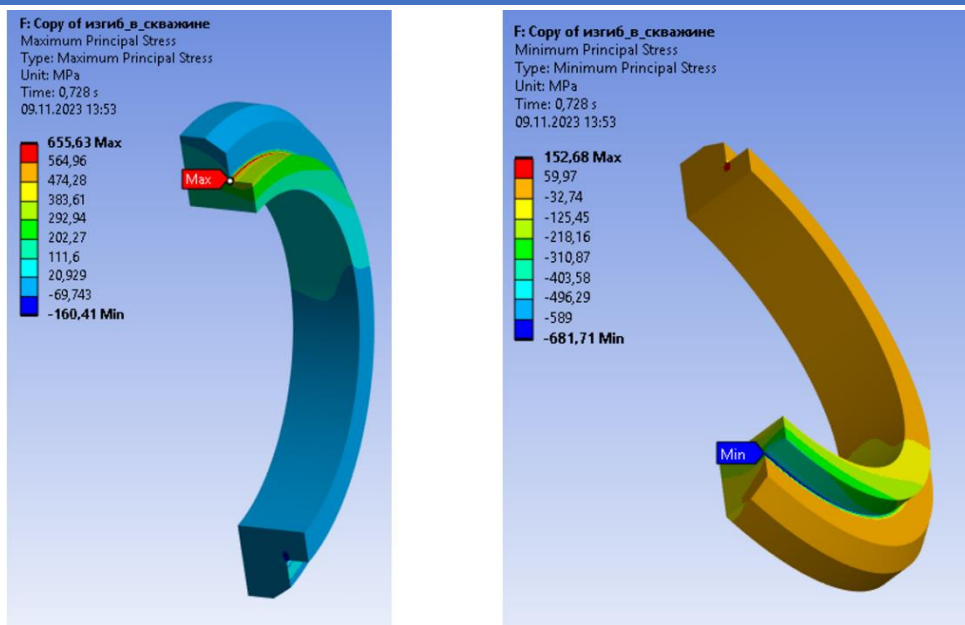 F: Copy of изгиб_в_скважине
Maximum Principal Stress
Type: Maximum Principal Stress
Unit: MPa
Time: 0,728 s
09.11.2023 13:53
655,63 Max
564,96
474,28
383,61
292,94
202,27
111,6
20,929
-69,743
-160,41 Min
Max
F: Copy of изгиб_в_скважине
Minimum Principal Stress
Type: Minimum Principal Stress
Unit: MPa
Time: 0,728 s
09.11.2023 13:53
152,68 Max
59,97
-32,74
-125,45
-218,16
-310,87
-403,58
-496,29
-589
-681,71 Min
Min